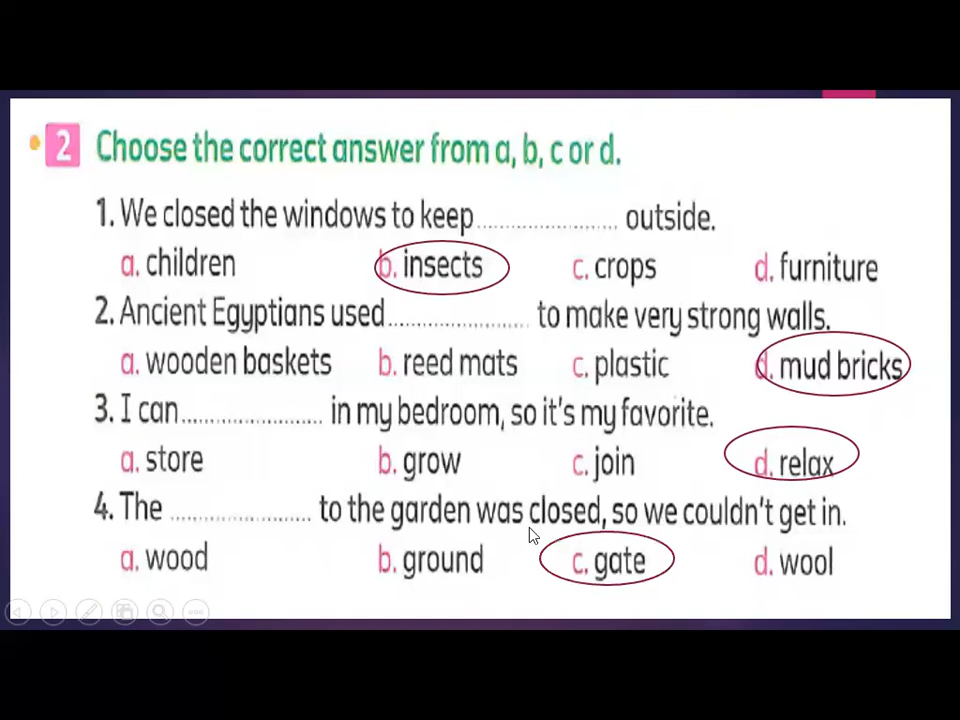 2 Choose the correct answer from a, b, c or d.
1. We closed the windows to keep ........................ outside.
a. children b. insects c. crops d. furniture
2. Ancient Egyptians used ........................ to make very strong walls.
a. wooden baskets b. reed mats c. plastic d. mud bricks
3. I can ........................ in my bedroom, so it's my favorite.
a. store b. grow c. join d. relax
4. The ........................ to the garden was closed, so we couldn't get in.
a. wood b. ground c. gate d. wool